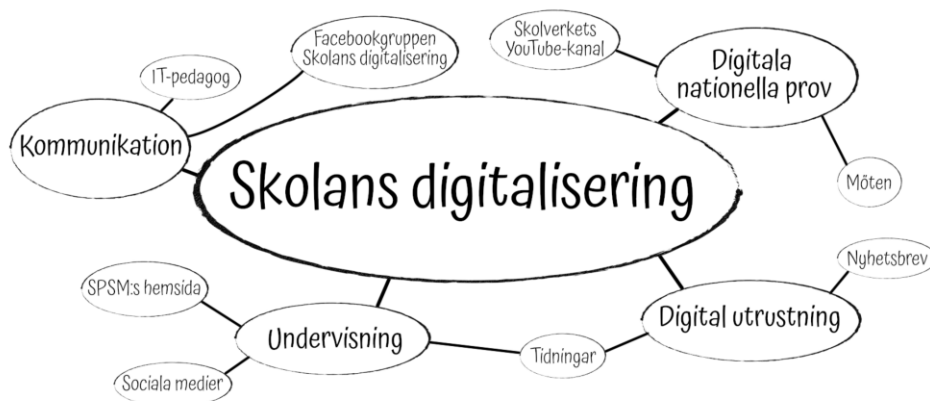 Facebookgruppen
Skolans digitalisering
IT-pedagog
Kommunikation
Skolverkets
YouTube-kanal
Digitala
nationella prov
Möten
Skolans digitalisering
SPSM:s hemsida
Undervisning
Sociala medier
Tidningar
Digital utrustning
Nyhetsbrev